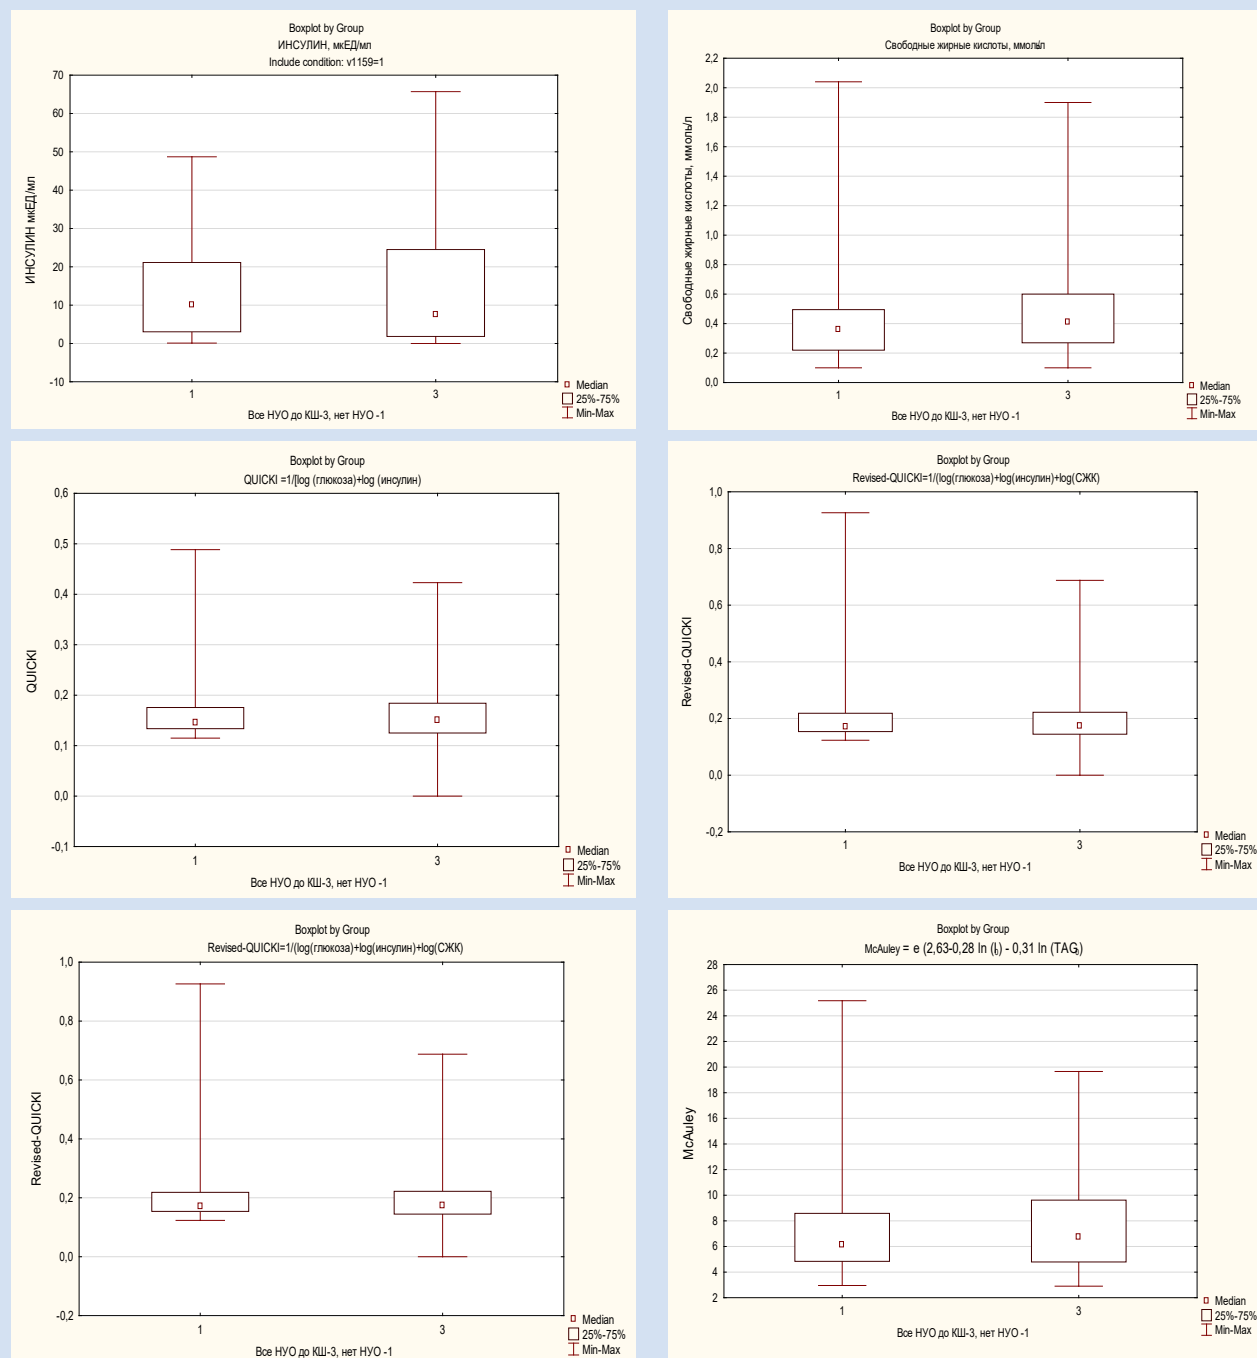 Boxplot by Group
ИНСУЛИН, мкЕД/мл
Include condition: v1159=1
ИНСУЛИН мкЕД/мл
70
60
50
40
30
20
10
0
-10
1
3
Все НУО до КШ-3, нет НУО -1
Median
25%-75%
Min-Max
Boxplot by Group
Свободные жирные кислоты, ммоль/л
Свободные жирные кислоты, ммоль/л
2,2
2,0
1,8
1,6
1,4
1,2
1,0
0,8
0,6
0,4
0,2
0,0
1
3
Все НУО до КШ-3, нет НУО -1
Median
25%-75%
Min-Max
Boxplot by Group
QUICKI =1/[log (глюкоза)+log (инсулин)
QUICKI
0,6
0,5
0,4
0,3
0,2
0,1
0,0
-0,1
1
3
Все НУО до КШ-3, нет НУО -1
Median
25%-75%
Min-Max
Boxplot by Group
Revised-QUICKI=1/(log(глюкоза)+log(инсулин)+log(СЖК)
Revised-QUICKI
1,0
0,8
0,6
0,4
0,2
0,0
-0,2
1
3
Все НУО до КШ-3, нет НУО -1
Median
25%-75%
Min-Max
Boxplot by Group
Revised-QUICKI=1/(log(глюкоза)+log(инсулин)+log(СЖК)
Revised-QUICKI
1,0
0,8
0,6
0,4
0,2
0,0
-0,2
1
3
Все НУО до КШ-3, нет НУО -1
Median
25%-75%
Min-Max
Boxplot by Group
McAuley = e (2,63-0,28 ln (I₀) - 0,31 ln (TAG₀)
McAuley
28
26
24
22
20
18
16
14
12
10
8
6
4
2
1
3
Все НУО до КШ-3, нет НУО -1
Median
25%-75%
Min-Max